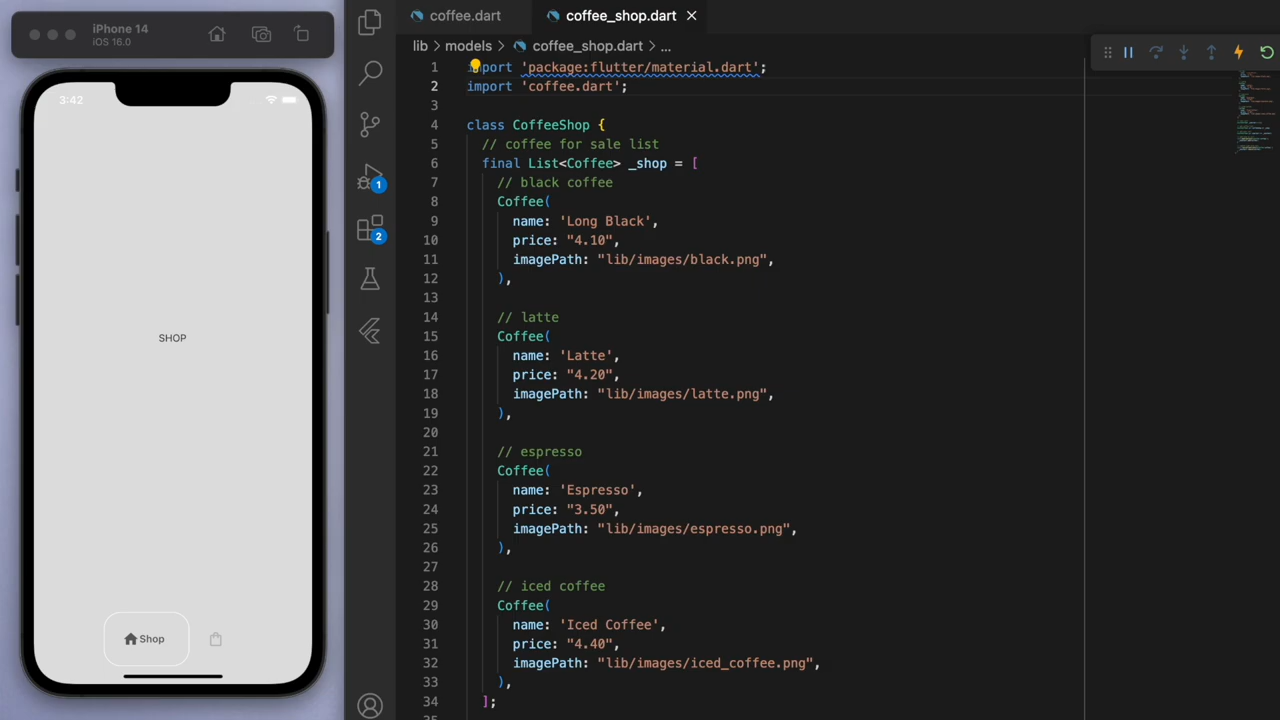 iPhone 14
iOS 16.0
3:42
SHOP
Shop
1
2
coffee.dart
coffee_shop.dart
lib > models > coffee_shop.dart > ...
1 import 'package:flutter/material.dart';
2 import 'coffee.dart';
3
4 class CoffeeShop {
5 // coffee for sale list
6 final List<Coffee> _shop = [
7 // black coffee
8 Coffee(
9 name: 'Long Black',
10 price: "4.10",
11 imagePath: "lib/images/black.png",
12 ),
13
14 // latte
15 Coffee(
16 name: 'Latte',
17 price: "4.20",
18 imagePath: "lib/images/latte.png",
19 ),
20
21 // espresso
22 Coffee(
23 name: 'Espresso',
24 price: "3.50",
25 imagePath: "lib/images/espresso.png",
26 ),
27
28 // iced coffee
29 Coffee(
30 name: 'Iced Coffee',
31 price: "4.40",
32 imagePath: "lib/images/iced_coffee.png",
33 ),
34 ];